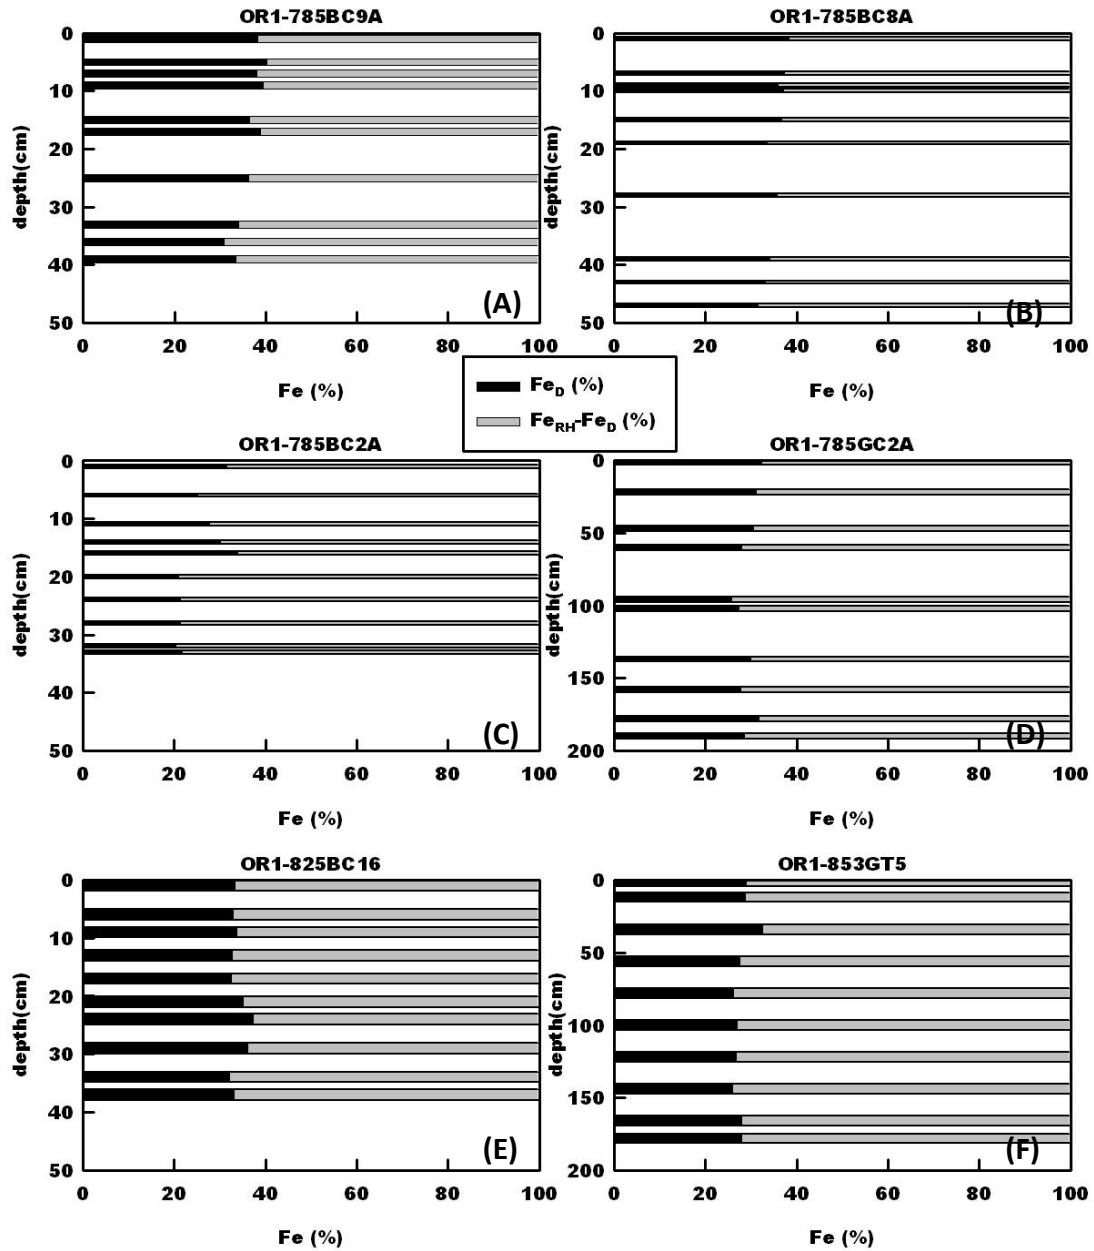 OR1-785BC9A
0
10
20
30
40
50
depth(cm)
0 20 40 60 80 100
Fe (%)
(A)
OR1-785BC8A
0
10
20
30
40
50
depth(cm)
0 20 40 60 80 100
Fe (%)
(B)
FeD (%)
FeRH-FeD (%)
OR1-785BC2A
0
10
20
30
40
50
depth(cm)
0 20 40 60 80 100
Fe (%)
(C)
OR1-785GC2A
0
50
100
150
200
depth(cm)
0 20 40 60 80 100
Fe (%)
(D)
OR1-825BC16
0
10
20
30
40
50
depth(cm)
0 20 40 60 80 100
Fe (%)
(E)
OR1-853GT5
0
50
100
150
200
depth(cm)
0 20 40 60 80 100
Fe (%)
(F)